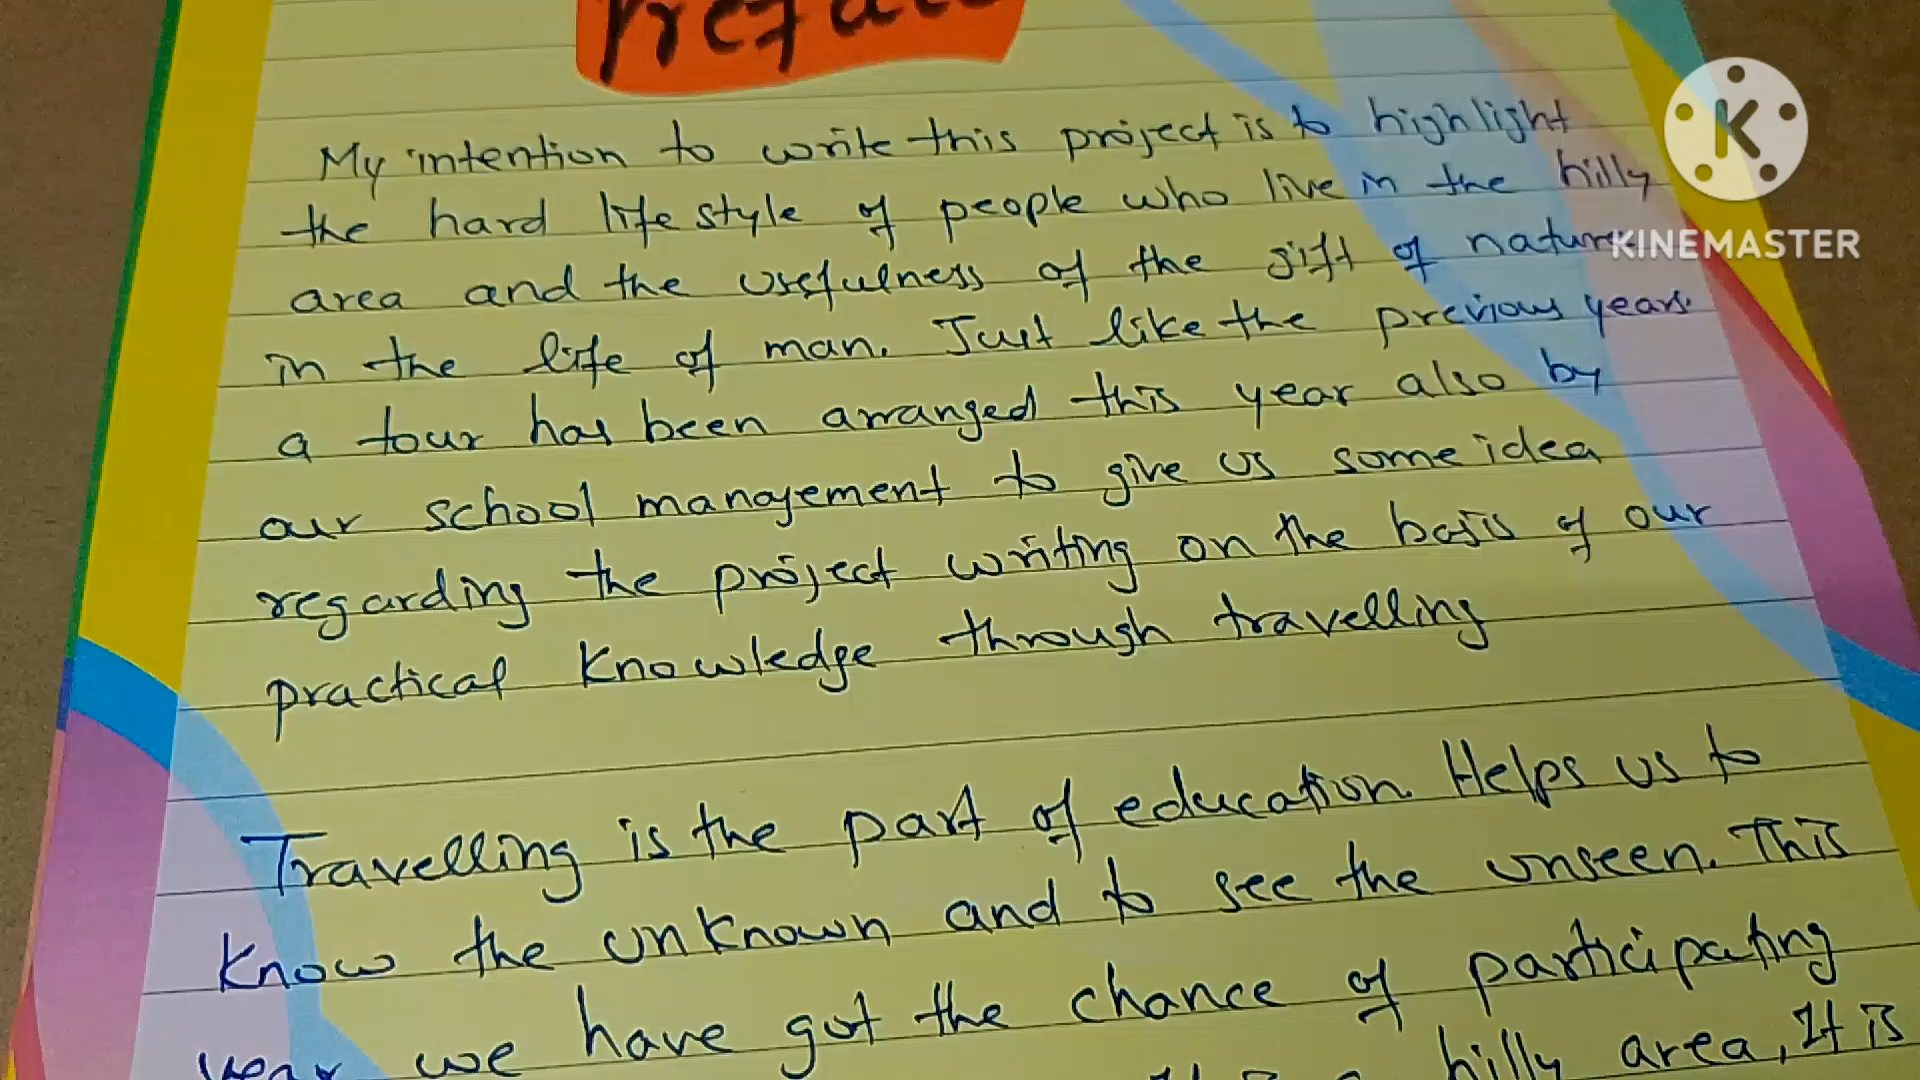 Preface
My intention to write this project is to highlight
the hard life style of people who live in the hilly
area and the usefulness of the gift of nature
in the life of man. Just like the previous years.
a tour has been arranged this year also by
our school management to give us some idea
regarding the project writing on the basis of our
practical knowledge through travelling
Travelling is the part of education. Helps us to
know the unknown and to see the unseen. This
year we have got the chance of participating
hilly area, It is
K
KINEMASTER